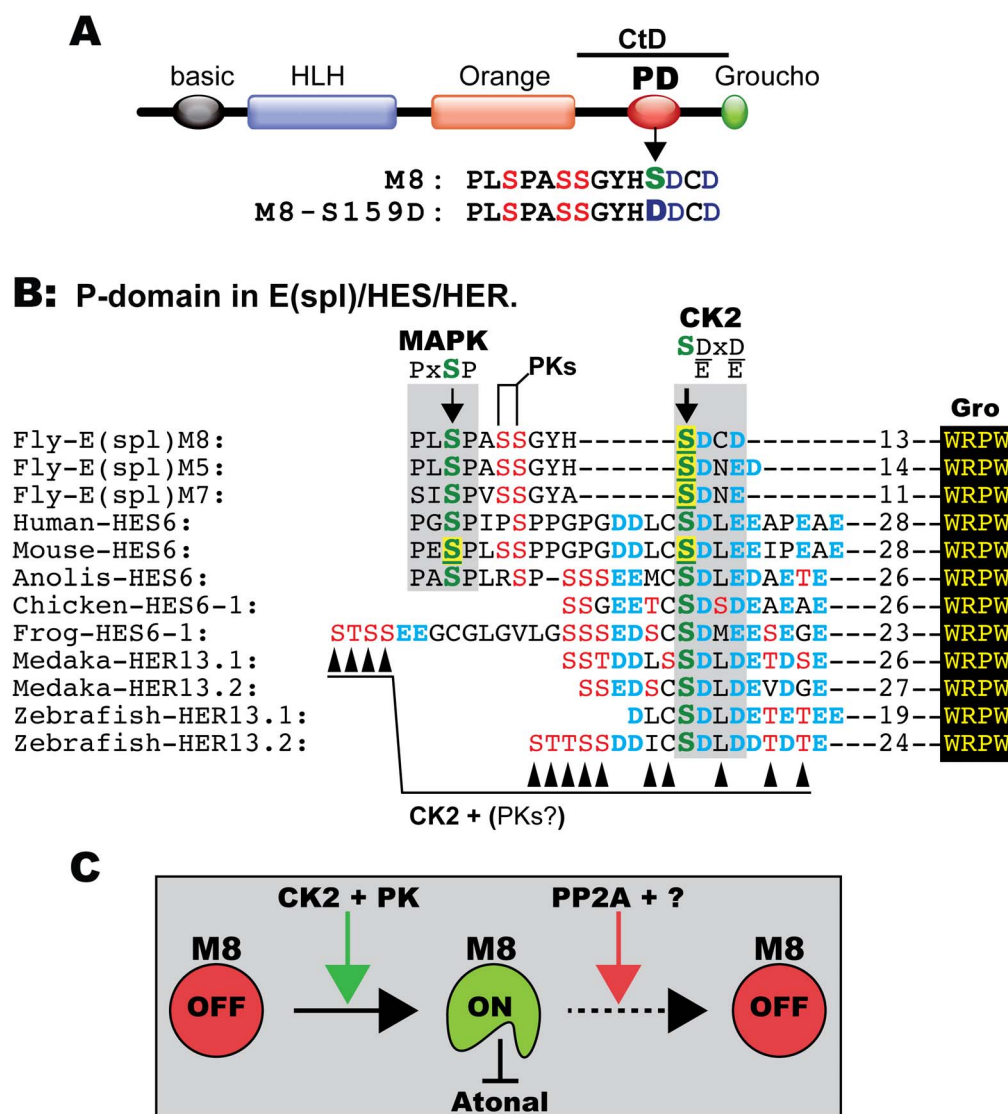 A
CtD
basic HLH Orange PD Groucho
M8: PLSPASSGYHSDCD
M8-S159D: PLSPASSGYHDDCD
B: P-domain in E(spl)/HES/HER.
CK2
MAPK SDxD
PxSP PKs E E
Gro
Fly-E(spl)M8: PLSPASSGYH------SDCD--------13--WRPW
Fly-E(spl)M5: PLSPASSGYH------SDNED-------14--WRPW
Fly-E(spl)M7: SISPVSSGYA------SDNE--------11--WRPW
Human-HES6: PGSPIPSPPGPGDDLCSDLEEAPEAE--28--WRPW
Mouse-HES6: PESPLSSPPGPGDDLCSDLEEIPEAE--28--WRPW
Anolis-HES6: PASPLRSP-SSSEEMCSDLEDAETE---26--WRPW
Chicken-HES6-1: SSGEETCSDSDEAEAE---26--WRPW
Frog-HES6-1: STSSEEGCGLGVLGSSSEDSCSDMEESEGE---23--WRPW
Medaka-HER13.1: SSTDDLSSDLDETDSE---26--WRPW
Medaka-HER13.2: SSEDSCSDLDEVDGE---27--WRPW
Zebrafish-HER13.1: DLCSDLDETETEE--19--WRPW
Zebrafish-HER13.2: STTSSDDICSDLDDTDTE---24--WRPW
CK2 + (PKs?)
C
CK2 + PK PP2A + ?
M8 M8 M8
OFF ON OFF
Atonal